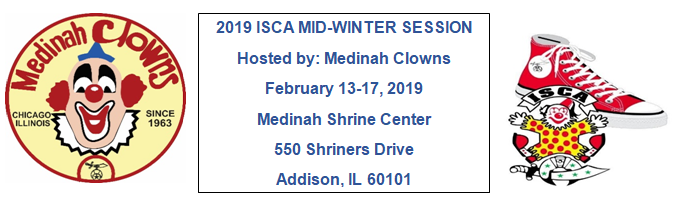 Medinah Clowns
CHICAGO
ILLINOIS
SINCE
1963
2019 ISCA MID-WINTER SESSION
Hosted by: Medinah Clowns
February 13-17, 2019
Medinah Shrine Center
550 Shriners Drive
Addison, IL 60101
ISCA